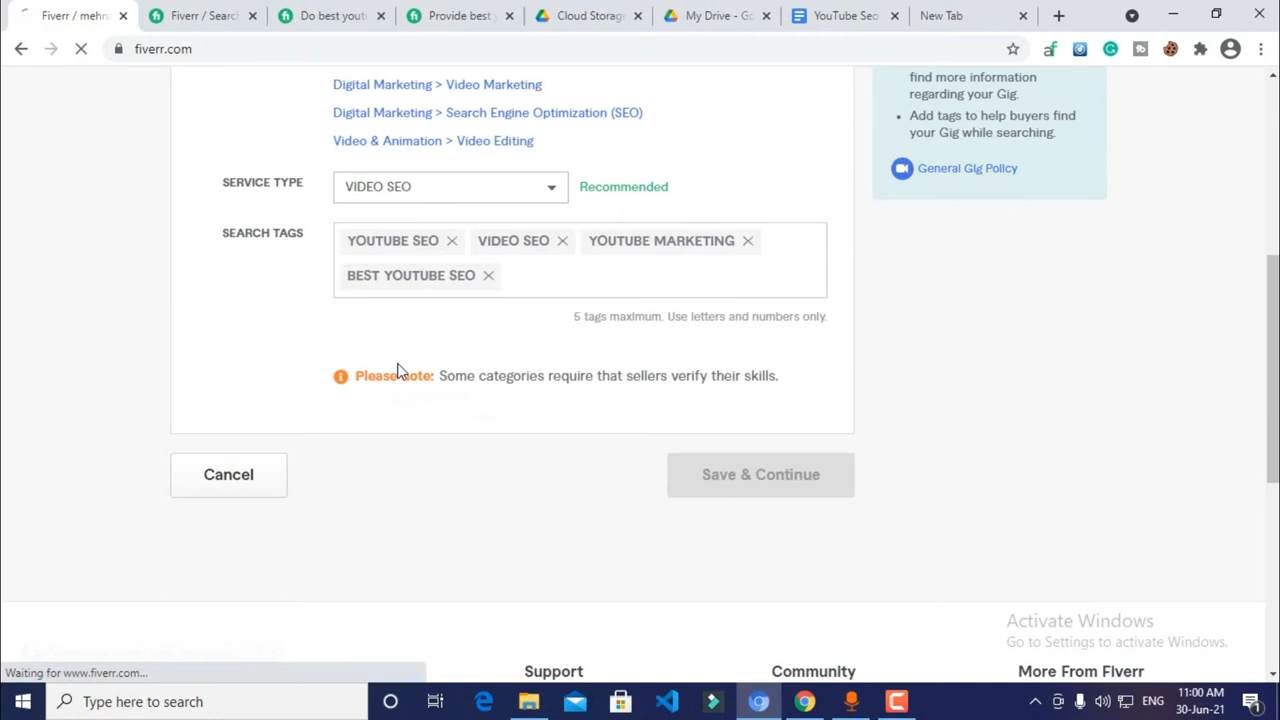 Fiverr / mehn
Fiverr / Search
Do best yout
Provide best y
Cloud Storage
My Drive - Go
YouTube Seo
New Tab
fiverr.com
Digital Marketing > Video Marketing
Digital Marketing > Search Engine Optimization (SEO)
Video & Animation > Video Editing
find more information
regarding your Gig.
Add tags to help buyers find
your Gig while searching.
General Gig Policy
SERVICE TYPE
VIDEO SEO
Recommended
SEARCH TAGS
YOUTUBE SEO
VIDEO SEO
YOUTUBE MARKETING
BEST YOUTUBE SEO
5 tags maximum. Use letters and numbers only.
Please note: Some categories require that sellers verify their skills.
Cancel
Save & Continue
Activate Windows
Go to Settings to activate Windows.
Waiting for www.fiverr.com...
Support
Community
More From Fiverr
Type here to search
ENG
11:00 AM
30-Jun-21